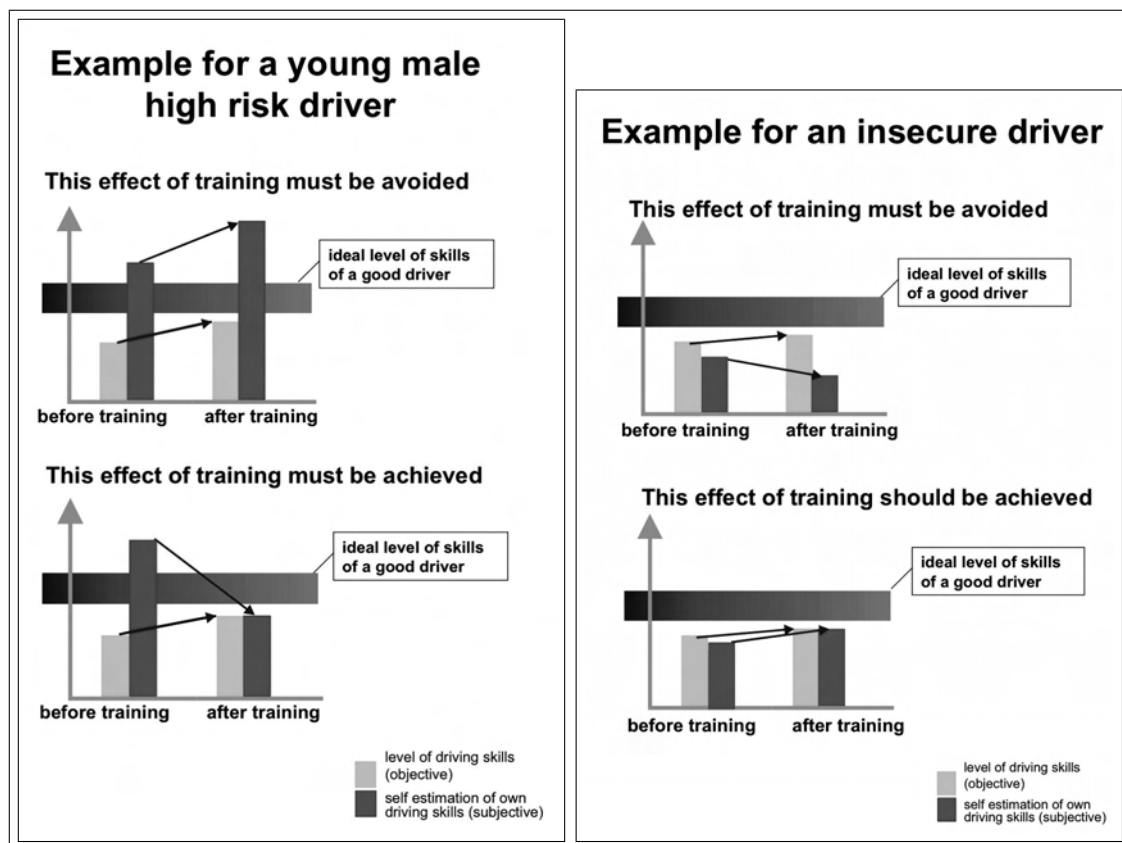 Example for a young male
high risk driver
This effect of training must be avoided
ideal level of skills
of a good driver
before training
after training
This effect of training must be achieved
ideal level of skills
of a good driver
before training
after training
level of driving skills
(objective)
self estimation of own
driving skills (subjective)
Example for an insecure driver
This effect of training must be avoided
ideal level of skills
of a good driver
before training
after training
This effect of training should be achieved
ideal level of skills
of a good driver
before training
after training
level of driving skills
(objective)
self estimation of own
driving skills (subjective)